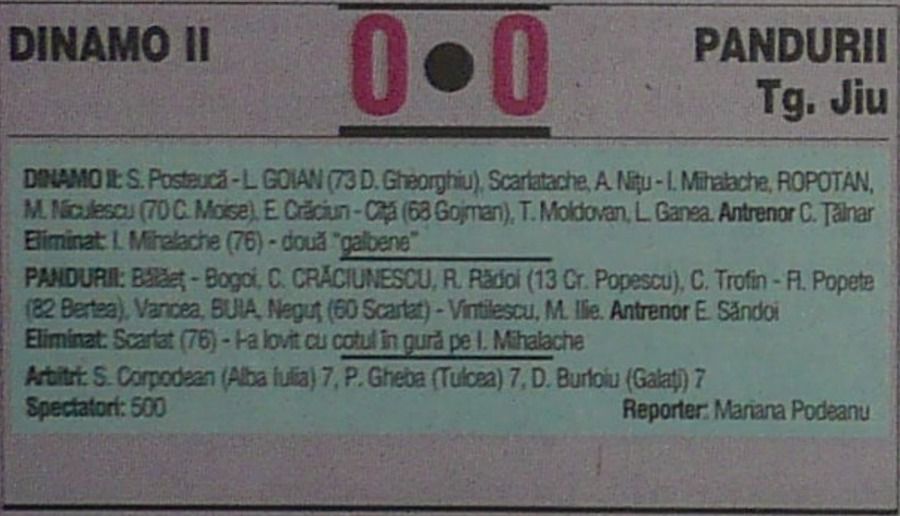 DINAMO II 0 • 0 PANDURII
Tg. Jiu
DINAMO II: S. Posteucă - L. GOIAN (73 D. Gheorghiu), Scarlatache, A. Nițu - I. Mihalache, ROPOTAN,
M. Niculescu (70 C. Moise), E. Crăciun - Cîță (68 Gojman), T. Moldovan, L. Ganea. Antrenor C. Țălnar
Eliminat: I. Mihalache (76) - două "galbene"
PANDURII: Bălăeț - Bogoi, C. CRĂCIUNESCU, R. Rădoi (13 Cr. Popescu), C. Trofin - Fl. Popete
(82 Bertea), Vancea, BUIA, Neguț (60 Scarlat) - Vintilescu, M. Ilie. Antrenor E. Săndoi
Eliminat: Scarlat (76) - l-a lovit cu cotul în gură pe I. Mihalache
Arbitri: S. Corpodean (Alba Iulia) 7, P. Gheba (Tulcea) 7, D. Burloiu (Galați) 7
Spectatori: 500 Reporter: Mariana Podeanu